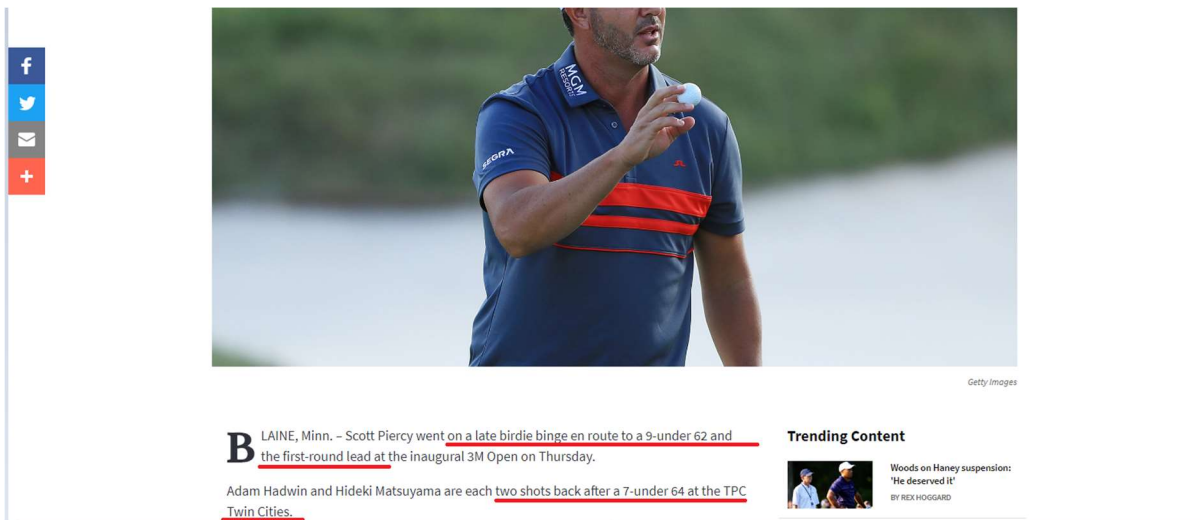 MGM
RESORTS
SEGRA
Getty Images
BLAINE, Minn. – Scott Piercy went on a late birdie binge en route to a 9-under 62 and
the first-round lead at the inaugural 3M Open on Thursday.
Adam Hadwin and Hideki Matsuyama are each two shots back after a 7-under 64 at the TPC
Twin Cities.
Trending Content
Woods on Haney suspension:
'He deserved it'
BY REX HOGGARD